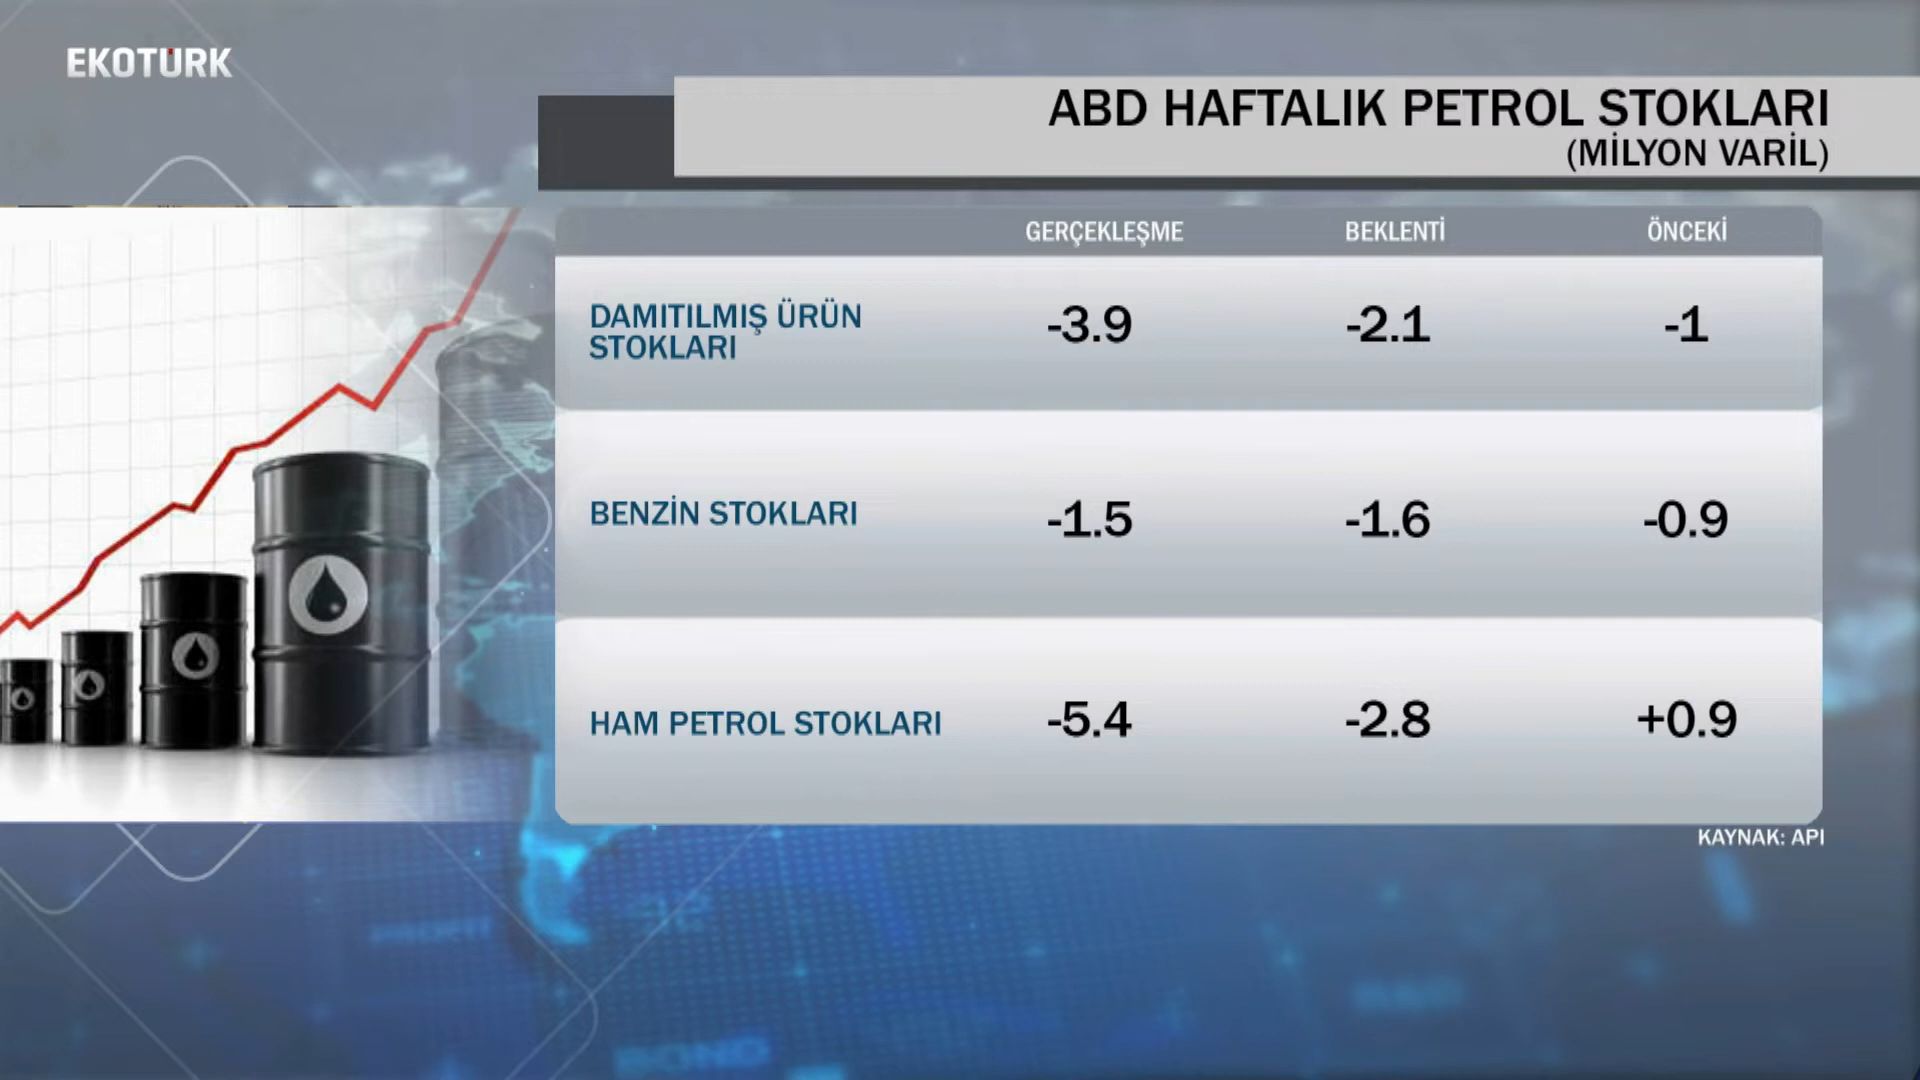 EKOTÜRK
ABD HAFTALIK PETROL STOKLARI
(MİLYON VARİL)
GERÇEKLEŞME BEKLENTİ ÖNCEKİ
DAMITILMIŞ ÜRÜN
STOKLARI
-3.9 -2.1 -1
BENZİN STOKLARI -1.5 -1.6 -0.9
HAM PETROL STOKLARI -5.4 -2.8 +0.9
KAYNAK: API
PROFIT
BOND